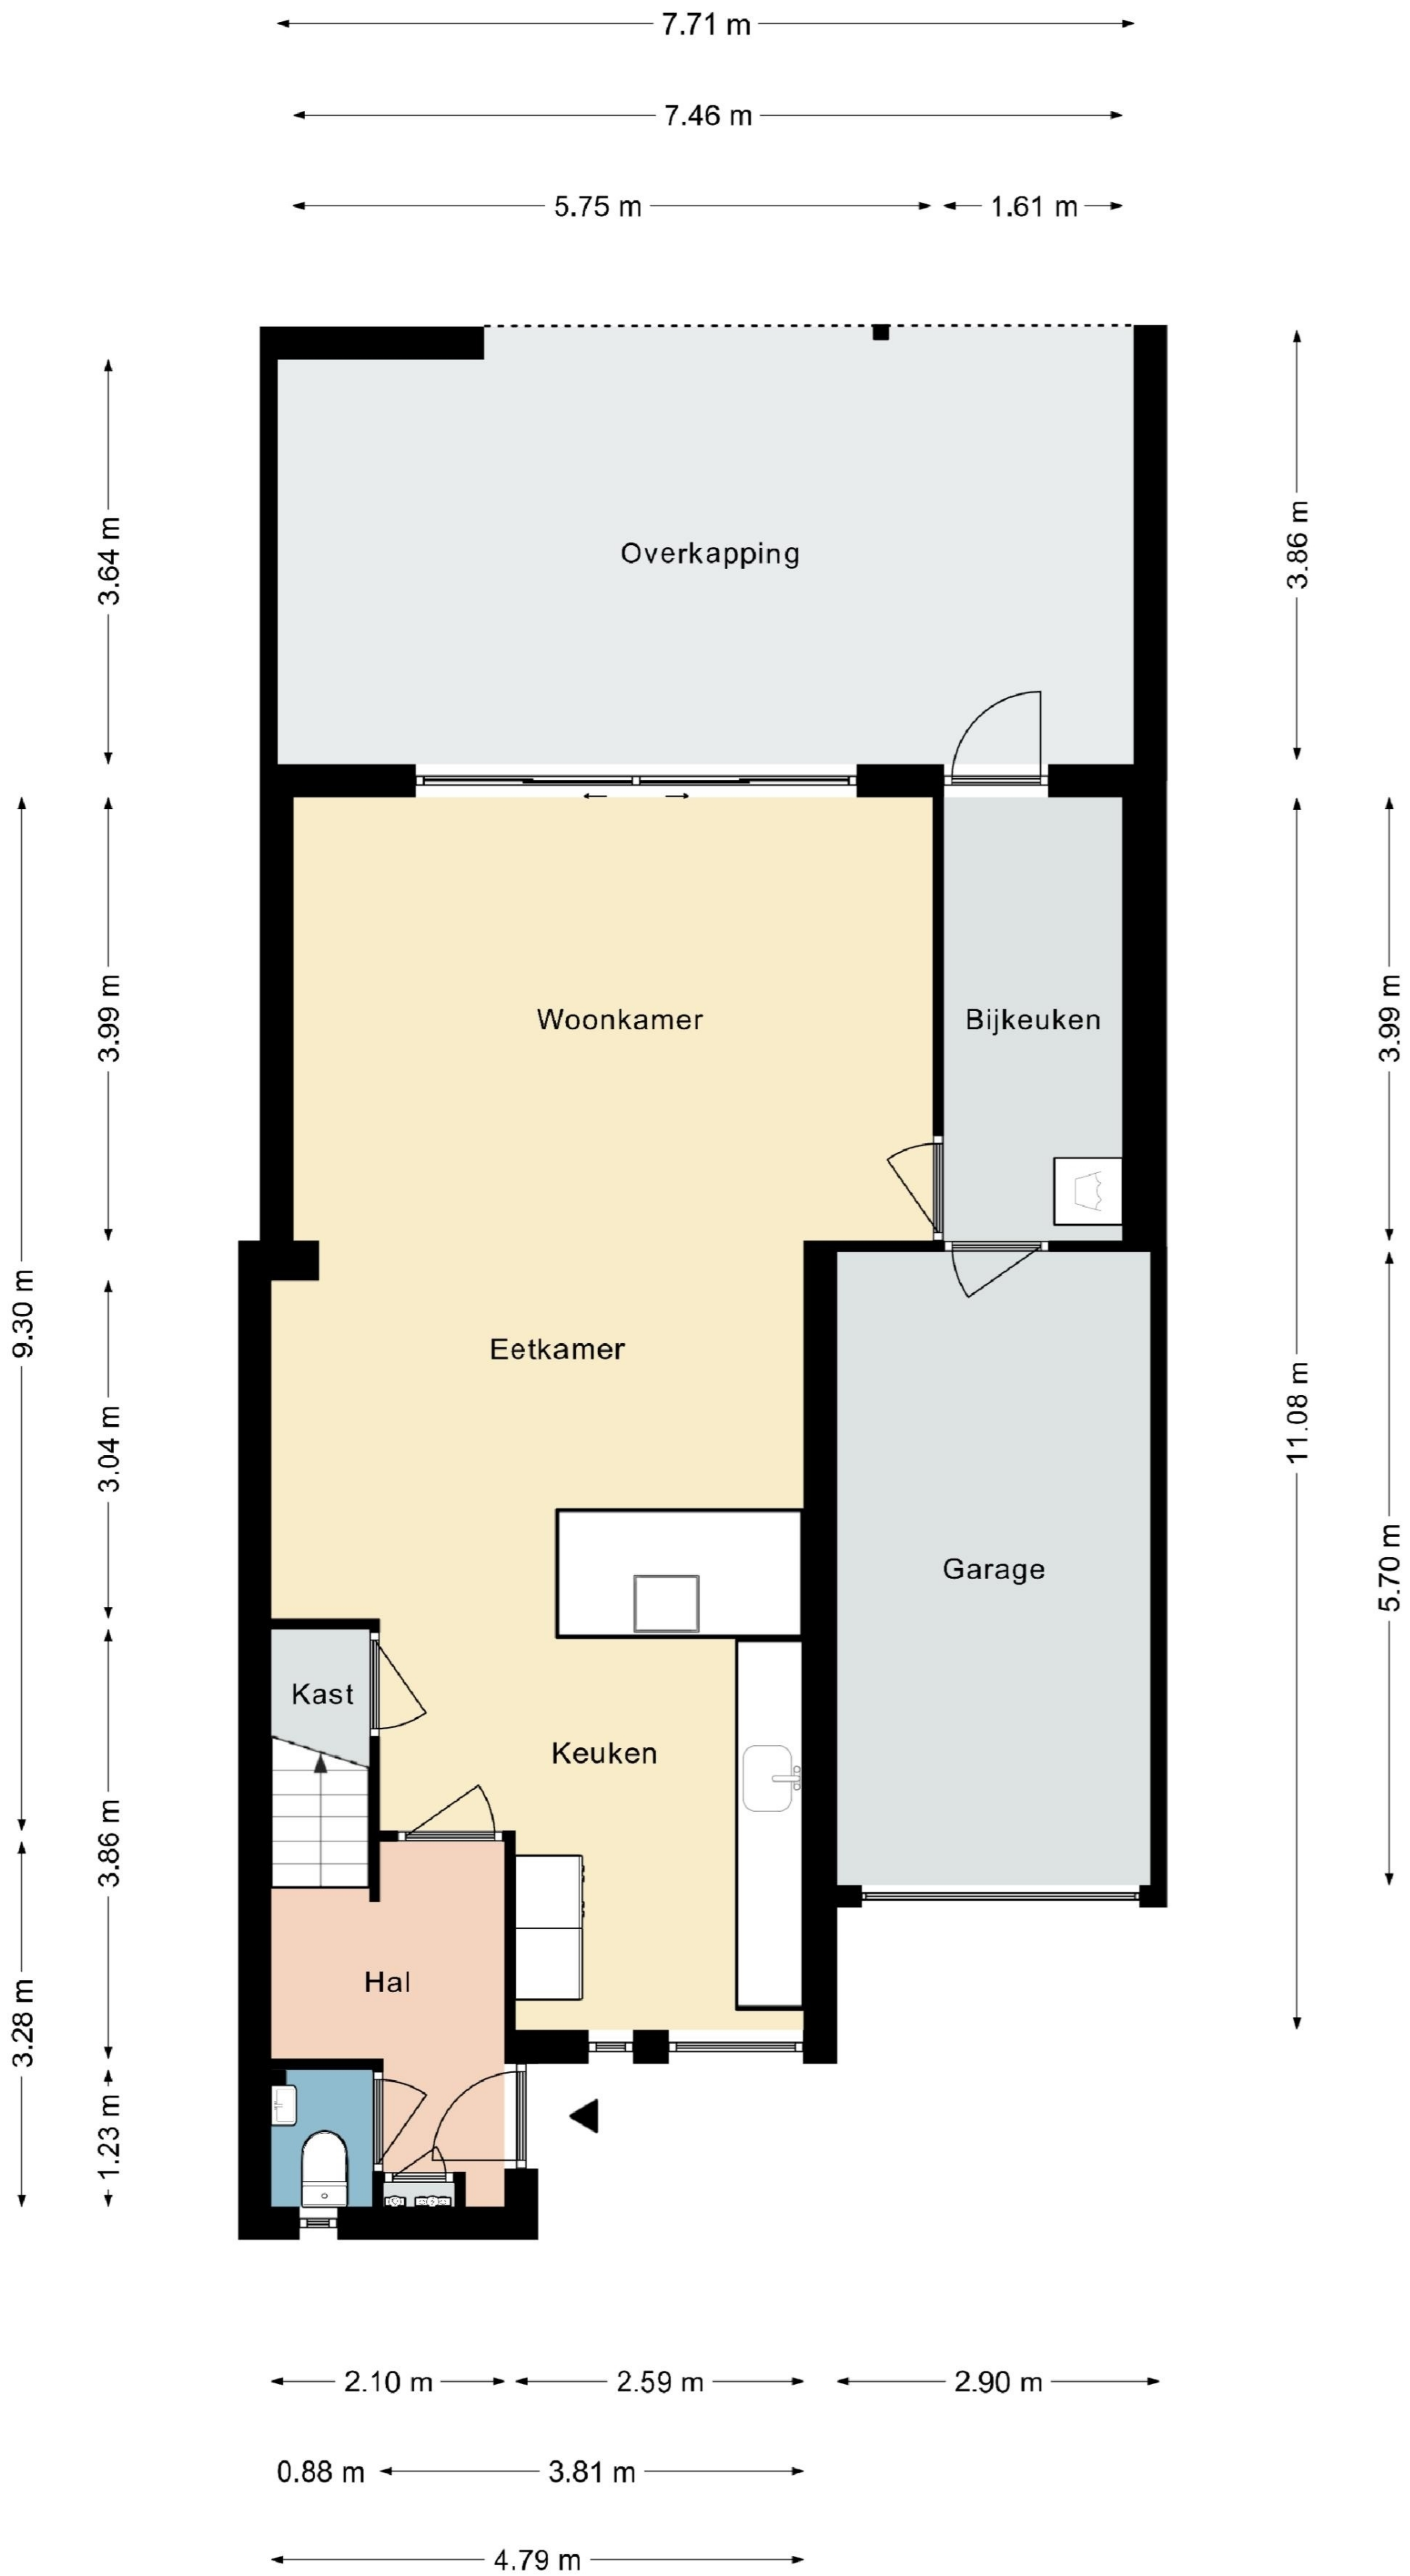 7.71 m
7.46 m
5.75 m
1.61 m
3.64 m
3.86 m
Overkapping
9.30 m
3.99 m
Woonkamer
Bijkeuken
11.08 m
3.99 m
3.04 m
Eetkamer
Garage
5.70 m
Kast
Keuken
3.86 m
3.28 m
Hal
1.23 m
2.10 m
2.59 m
2.90 m
0.88 m
3.81 m
4.79 m